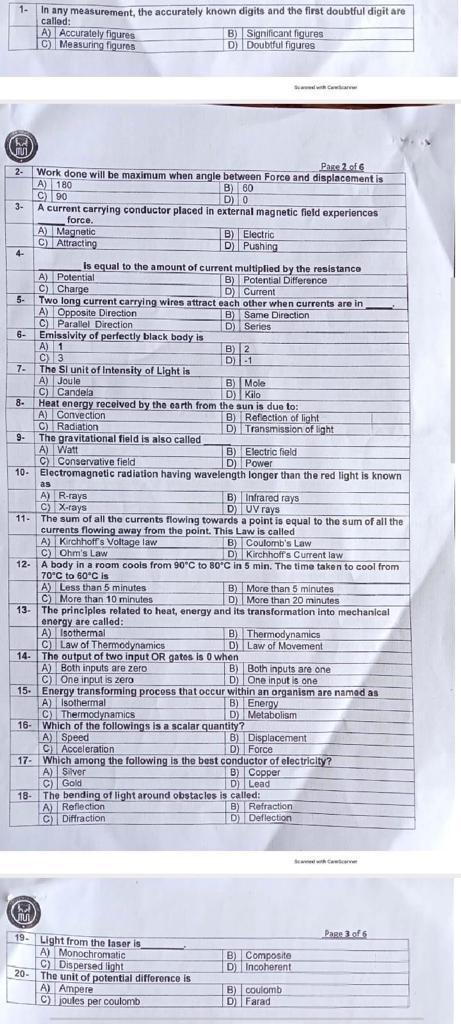 1- In any measurement, the accurately known digits and the first doubtful digit are
called:
A) Accurately figures B) Significant figures
C) Measuring figures D) Doubtful figures
Scanned with CamScanner
Page 2 of 6
2- Work done will be maximum when angle between Force and displacement is
A) 180 B) 60
C) 90 D) 0
3- A current carrying conductor placed in external magnetic field experiences
______force.
A) Magnetic B) Electric
C) Attracting D) Pushing
4-
______ is equal to the amount of current multiplied by the resistance
A) Potential B) Potential Difference
C) Charge D) Current
5- Two long current carrying wires attract each other when currents are in _____.
A) Opposite Direction B) Same Direction
C) Parallel Direction D) Series
6- Emissivity of perfectly black body is
A) 1 B) 2
C) 3 D) -1
7- The SI unit of Intensity of Light is
A) Joule B) Mole
C) Candela D) Kilo
8- Heat energy received by the earth from the sun is due to:
A) Convection B) Reflection of light
C) Radiation D) Transmission of light
9- The gravitational field is also called
A) Watt B) Electric field
C) Conservative field D) Power
10- Electromagnetic radiation having wavelength longer than the red light is known
as
A) R-rays B) Infrared rays
C) X-rays D) UV rays
11- The sum of all the currents flowing towards a point is equal to the sum of all the
currents flowing away from the point. This Law is called
A) Kirchhoff's Voltage law B) Coulomb's Law
C) Ohm's Law D) Kirchhoff's Current law
12- A body in a room cools from 90°C to 80°C in 5 min. The time taken to cool from
70°C to 60°C is
A) Less than 5 minutes B) More than 5 minutes
C) More than 10 minutes D) More than 20 minutes
13- The principles related to heat, energy and its transformation into mechanical
energy are called:
A) Isothermal B) Thermodynamics
C) Law of Thermodynamics D) Law of Movement
14- The output of two input OR gates is 0 when
A) Both inputs are zero B) Both inputs are one
C) One input is zero D) One input is one
15- Energy transforming process that occur within an organism are named as
A) Isothermal B) Energy
C) Thermodynamics D) Metabolism
16- Which of the followings is a scalar quantity?
A) Speed B) Displacement
C) Acceleration D) Force
17- Which among the following is the best conductor of electricity?
A) Silver B) Copper
C) Gold D) Lead
18- The bending of light around obstacles is called:
A) Reflection B) Refraction
C) Diffraction D) Deflection
Scanned with CamScanner
Page 3 of 6
19- Light from the laser is______.
A) Monochromatic B) Composite
C) Dispersed light D) Incoherent
20- The unit of potential difference is
A) Ampere B) coulomb
C) joules per coulomb D) Farad